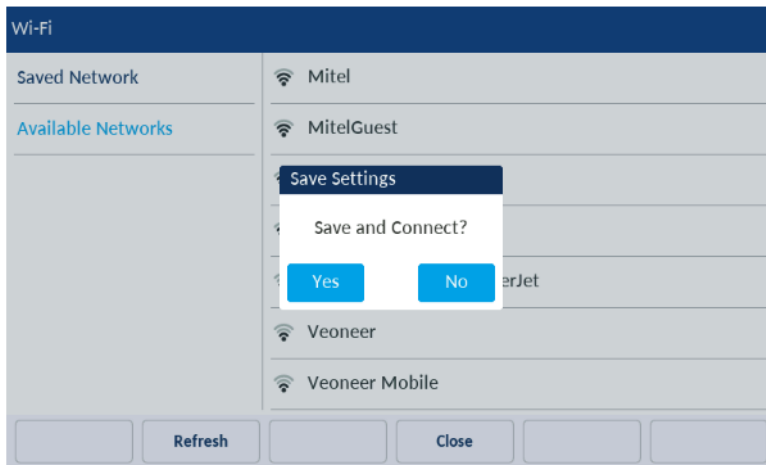 Wi-Fi
Saved Network
Available Networks
Mitel
MitelGuest
Save Settings
Save and Connect?
Yes
No
erJet
Veoneer
Veoneer Mobile
Refresh
Close